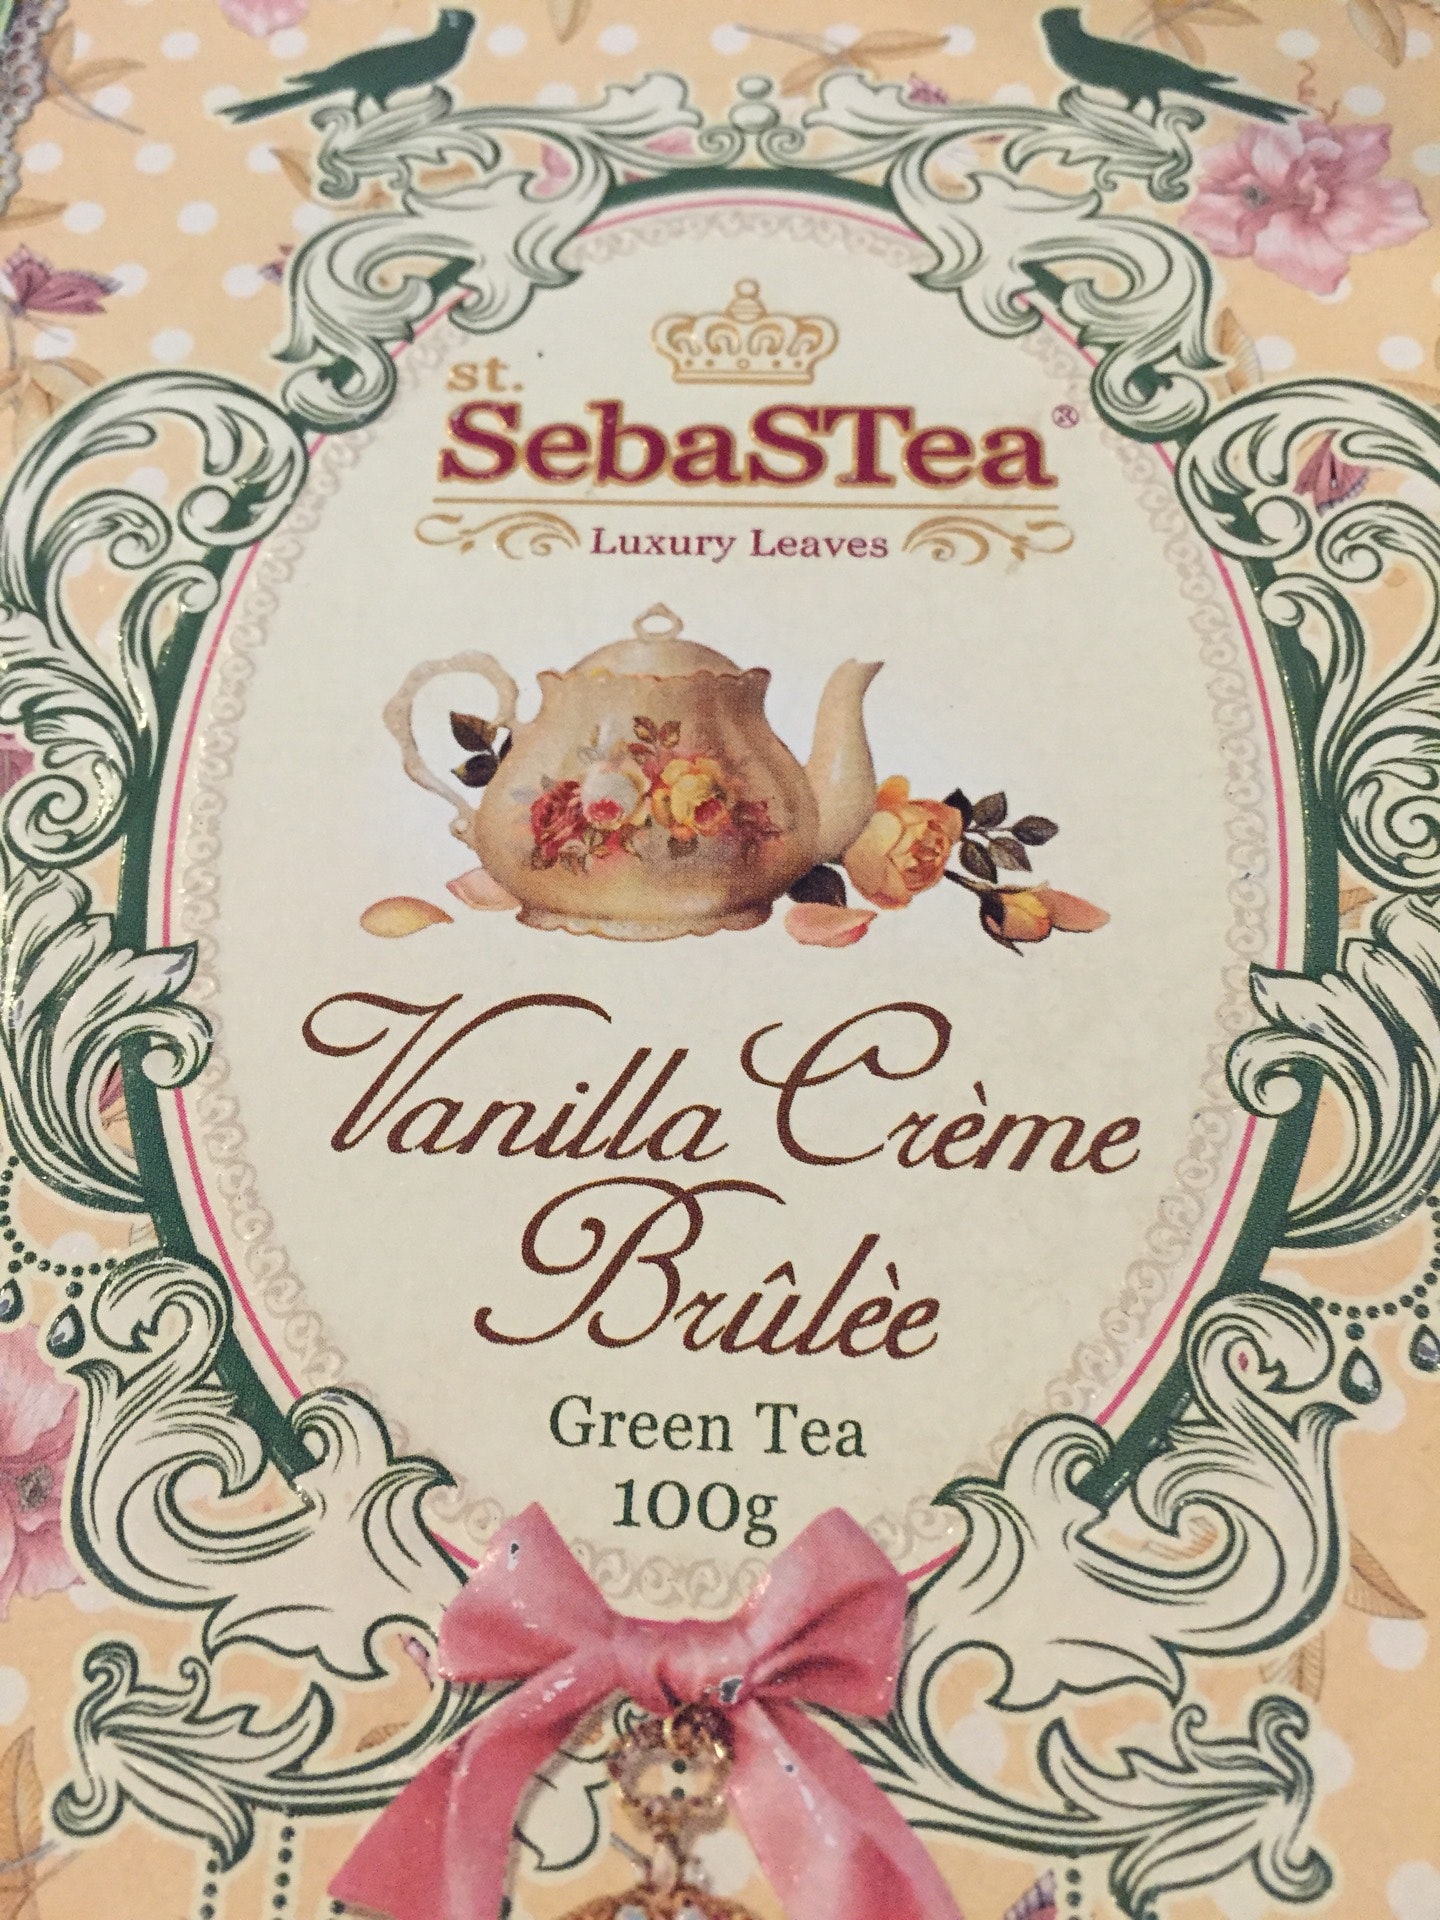 st.
SebaSTea®
Luxury Leaves
Vanilla Crème
Brûlèe
Green Tea
100g